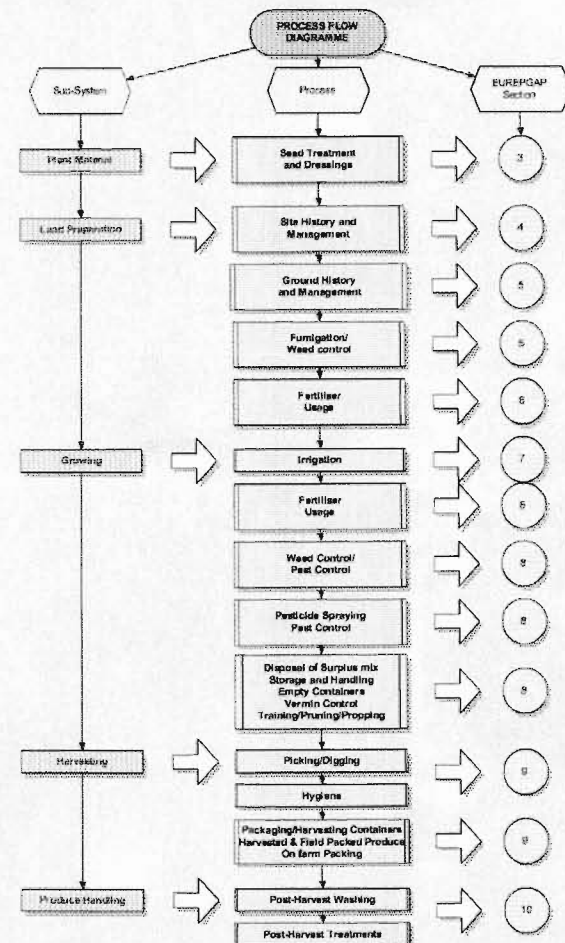 PROCESS FLOW
DIAGRAMME
Sub-System
Process
EUREPGAP
Section
Plant Material
Seed Treatment
and Dressings
3
Land Preparation
Site History and
Management
4
Ground History
and Management
5
Fumigation/
Weed control
5
Fertiliser
Usage
6
Growing
Irrigation
7
Fertiliser
Usage
6
Weed Control/
Pest Control
8
Pesticide Spraying
Pest Control
8
Disposal of Surplus mix
Storage and Handling
Empty Containers
Vermin Control
Training/Pruning/Propping
8
Harvesting
Picking/Digging
9
Hygiene
Packaging/Harvesting Containers
Harvested & Field Packed Produce
On farm Packing
9
Produce Handling
Post-Harvest Washing
10
Post-Harvest Treatments